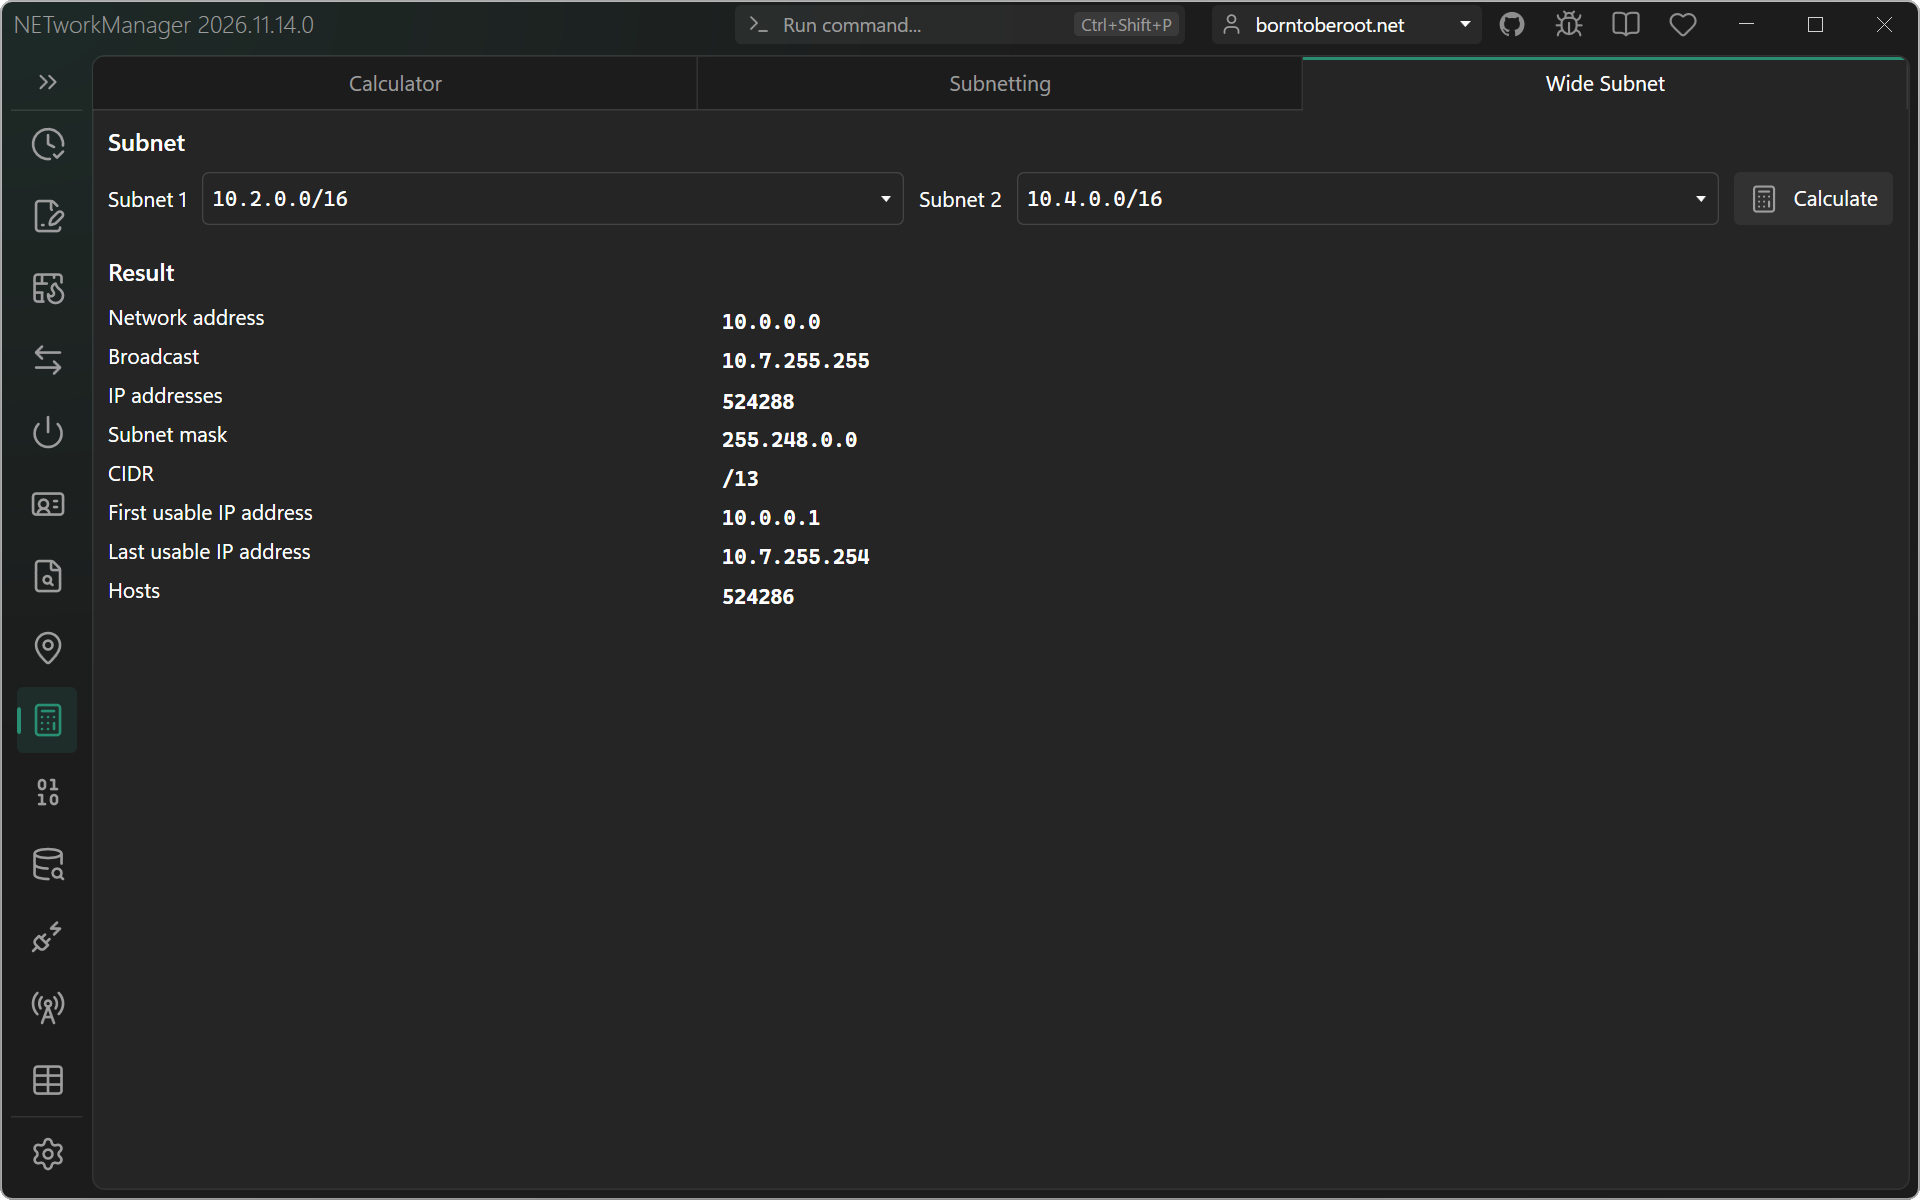 NETworkManager 2026.11.14.0
Run command...
Ctrl+Shift+P
borntoberoot.net
Calculator
Subnetting
Wide Subnet
Subnet
Subnet 1
10.2.0.0/16
Subnet 2
10.4.0.0/16
Calculate
Result
Network address 10.0.0.0
Broadcast 10.7.255.255
IP addresses 524288
Subnet mask 255.248.0.0
CIDR /13
First usable IP address 10.0.0.1
Last usable IP address 10.7.255.254
Hosts 524286
01
10